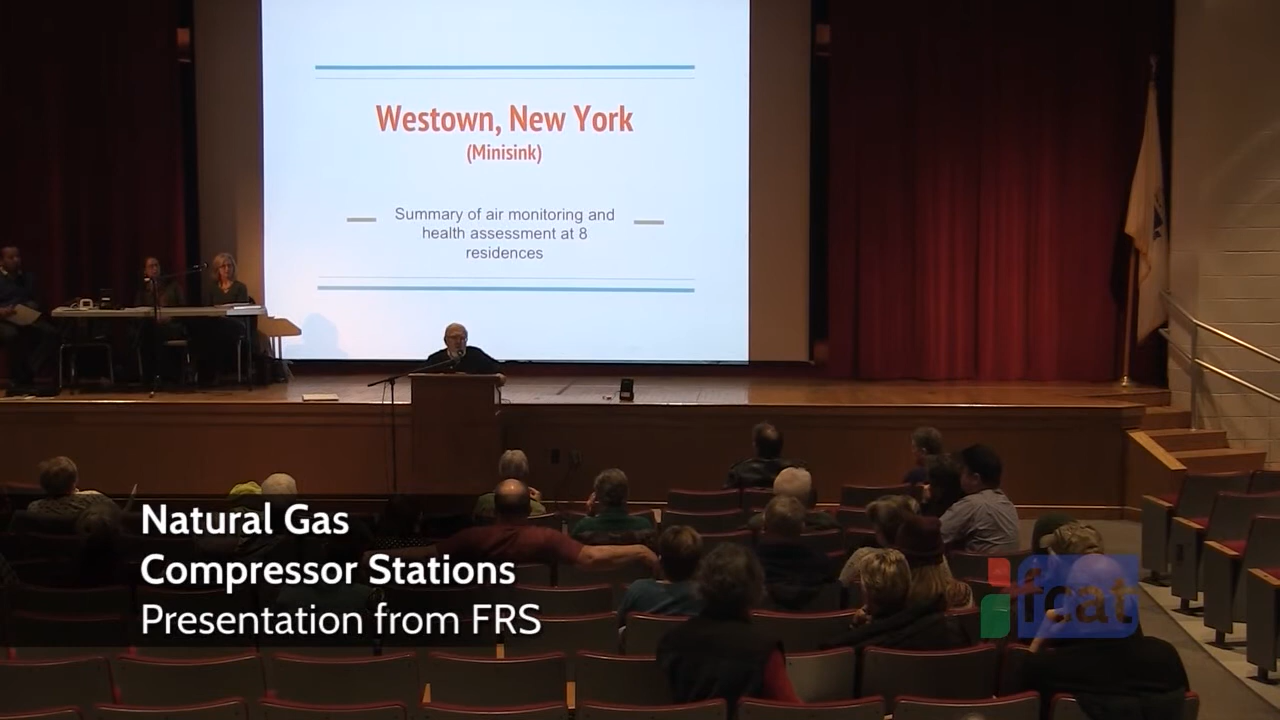 Westown, New York
(Minisink)
Summary of air monitoring and
health assessment at 8
residences
Natural Gas
Compressor Stations
Presentation from FRS
fcat